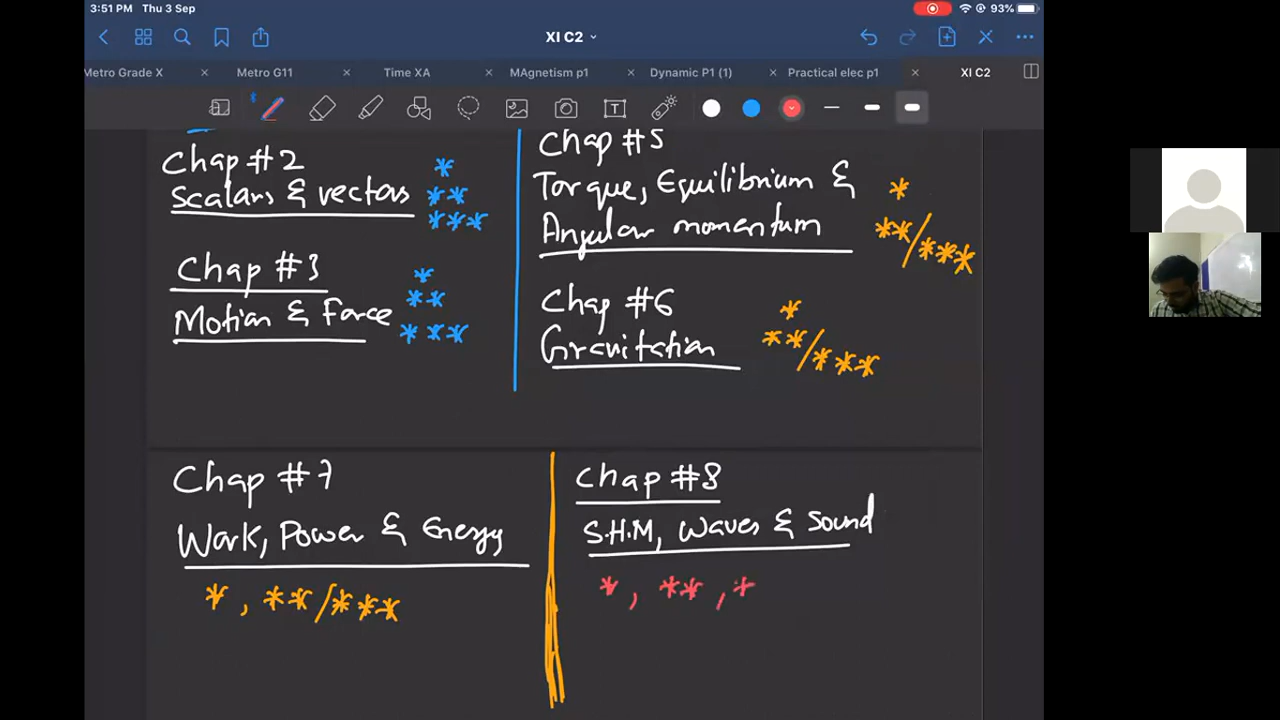 3:51 PM Thu 3 Sep
93%
XI C2
Metro Grade X
Metro G11
Time XA
MAgnetism p1
Dynamic P1 (1)
Practical elec p1
XI C2
Chap #2
Scalars & vectors
*
**
***
Chap #3
Motion & Force
*
**
***
Chap #5
Torque, Equilibrium &
Angular momentum
*
**/***
Chap #6
Gravitation
*
**/***
Chap #7
Work, Power & Energy
*, **/***
Chap #8
S.H.M, Waves & Sound
*, **, *